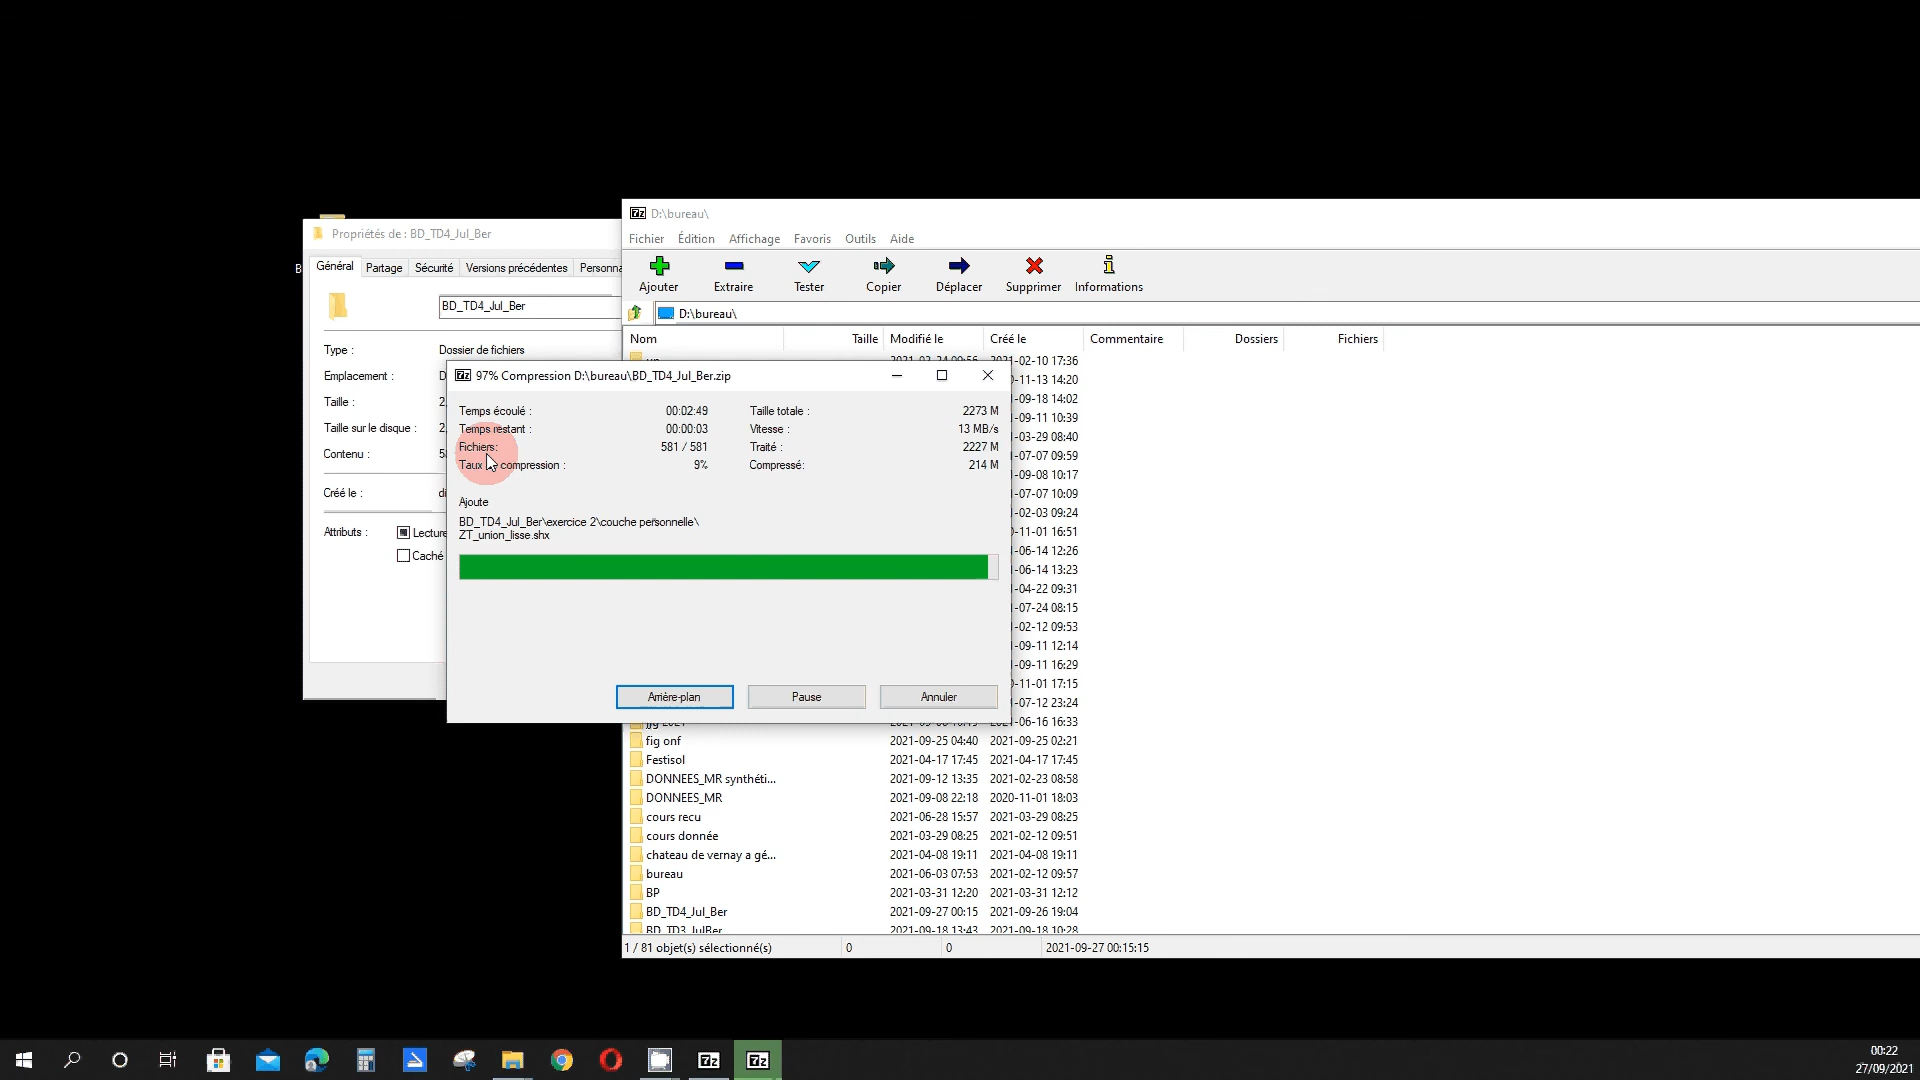 D:\bureau\
Fichier Édition Affichage Favoris Outils Aide
Ajouter Extraire Tester Copier Déplacer Supprimer Informations
D:\bureau\
Nom Taille Modifié le Créé le Commentaire Dossiers Fichiers
Propriétés de : BD_TD4_Jul_Ber
Général Partage Sécurité Versions précédentes Personna
BD_TD4_Jul_Ber
Type : Dossier de fichiers
Emplacement : D
Taille : 2
Taille sur le disque : 2
Contenu : 5
Créé le : di
Attributs : Lecture
Caché
97% Compression D:\bureau\BD_TD4_Jul_Ber.zip
Temps écoulé : 00:02:49 Taille totale : 2273 M
Temps restant : 00:00:03 Vitesse : 13 MB/s
Fichiers: 581 / 581 Traité : 2227 M
Taux compression : 9% Compressé: 214 M
Ajoute
BD_TD4_Jul_Ber\exercice 2\couche personnelle\
ZT_union_lisse.shx
Arrière-plan Pause Annuler
-02-10 17:36
-11-13 14:20
-09-18 14:02
-09-11 10:39
-03-29 08:40
-07-07 09:59
-09-08 10:17
-07-07 10:09
-02-03 09:24
-11-01 16:51
-06-14 12:26
-06-14 13:23
-04-22 09:31
-07-24 08:15
-02-12 09:53
-09-11 12:14
-09-11 16:29
-11-01 17:15
-07-12 23:24
-06-16 16:33
fig onf 2021-09-25 04:40 2021-09-25 02:21
Festisol 2021-04-17 17:45 2021-04-17 17:45
DONNEES_MR synthéti... 2021-09-12 13:35 2021-02-23 08:58
DONNEES_MR 2021-09-08 22:18 2020-11-01 18:03
cours recu 2021-06-28 15:57 2021-03-29 08:25
cours donnée 2021-03-29 08:25 2021-02-12 09:51
chateau de vernay a gé... 2021-04-08 19:11 2021-04-08 19:11
bureau 2021-06-03 07:53 2021-02-12 09:57
BP 2021-03-31 12:20 2021-03-31 12:12
BD_TD4_Jul_Ber 2021-09-27 00:15 2021-09-26 19:04
BD_TD3_JulBer 2021-09-18 13:43 2021-09-18 10:28
1 / 81 objet(s) sélectionné(s) 0 0 2021-09-27 00:15:15
00:22
27/09/2021